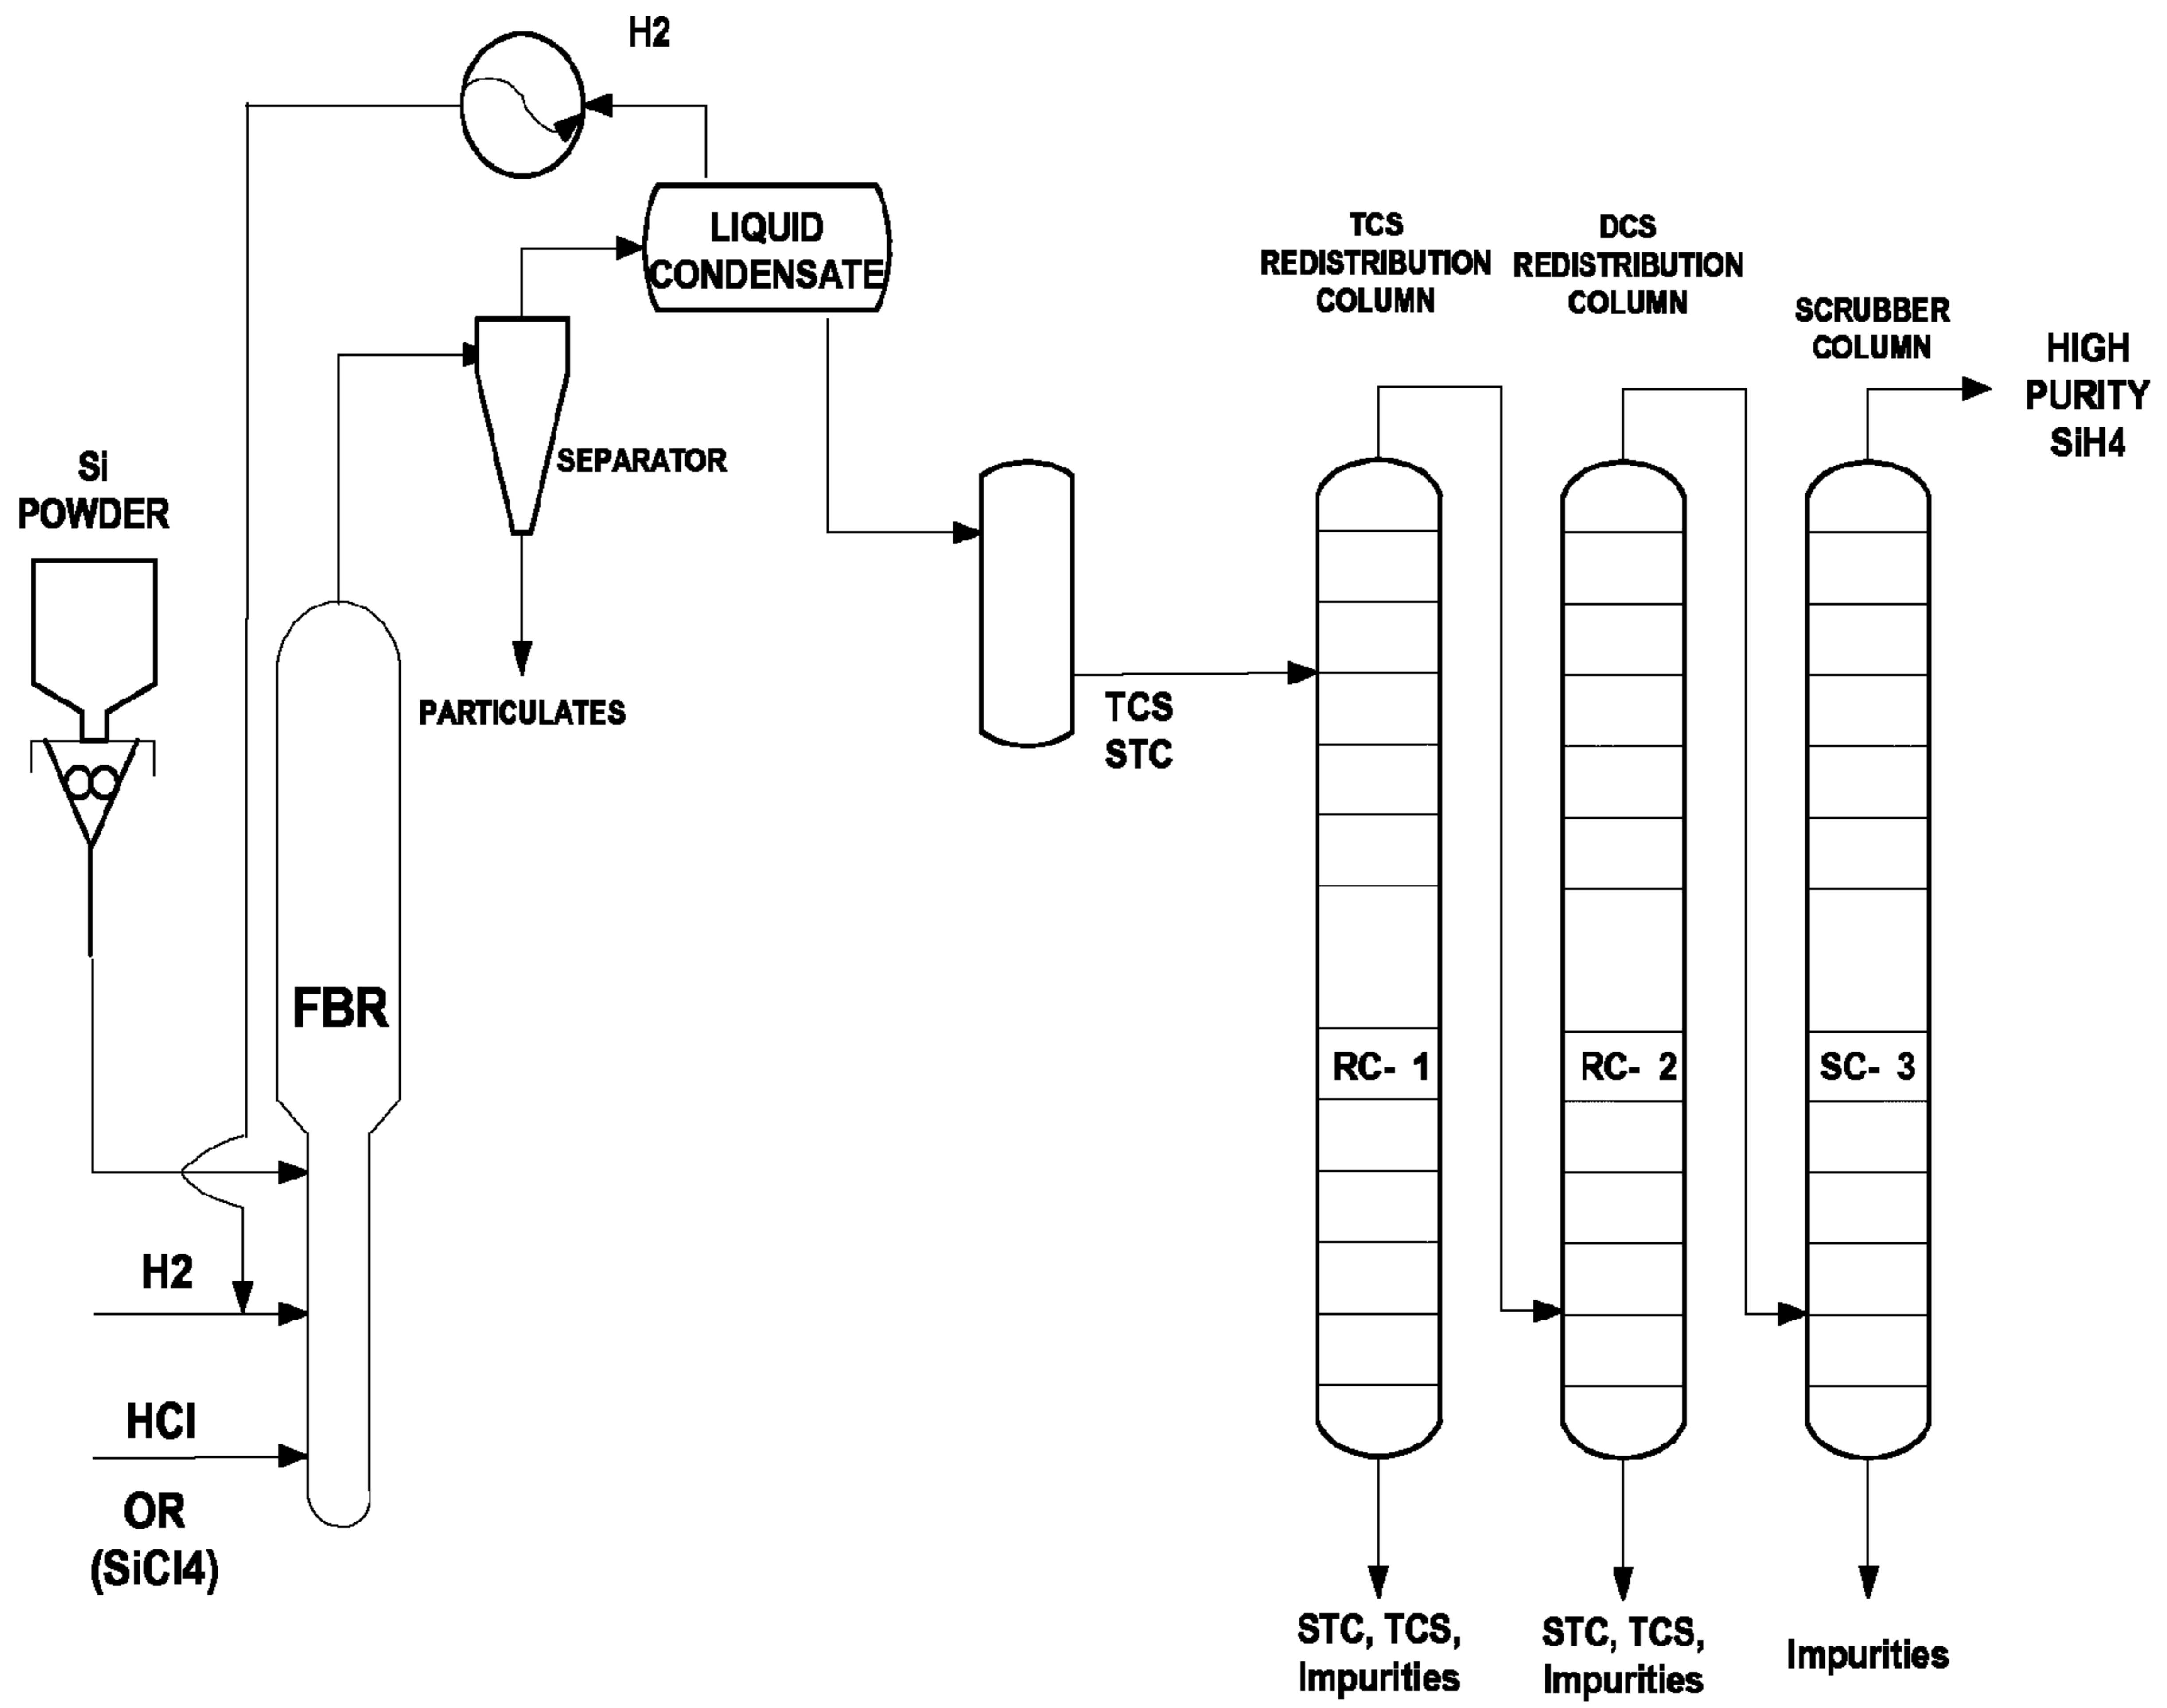 H2
LIQUID
CONDENSATE
TCS
REDISTRIBUTION
COLUMN
DCS
REDISTRIBUTION
COLUMN
SCRUBBER
COLUMN
HIGH
PURITY
SiH4
SEPARATOR
Si
POWDER
PARTICULATES
TCS
STC
FBR
RC- 1
RC- 2
SC- 3
H2
HCl
OR
(SiCl4)
STC, TCS,
Impurities
STC, TCS,
Impurities
Impurities